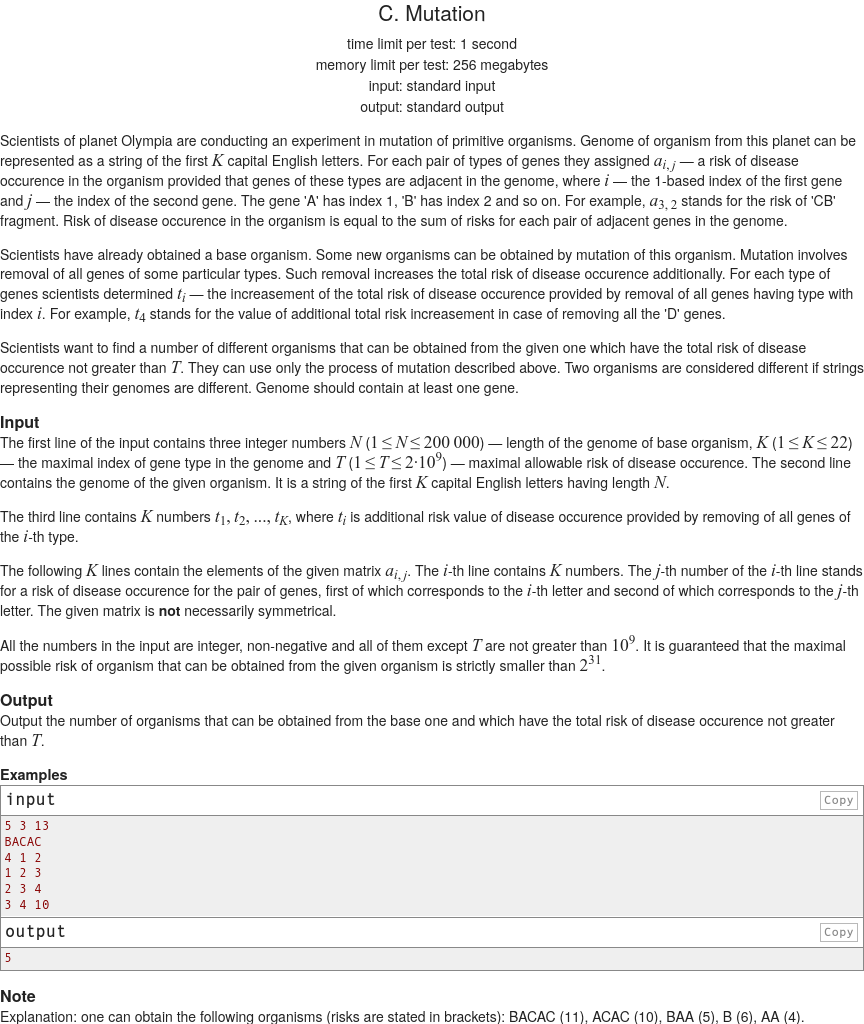 C. Mutation
time limit per test: 1 second
memory limit per test: 256 megabytes
input: standard input
output: standard output
Scientists of planet Olympia are conducting an experiment in mutation of primitive organisms. Genome of organism from this planet can be
represented as a string of the first K capital English letters. For each pair of types of genes they assigned a_{i, j} — a risk of disease
occurence in the organism provided that genes of these types are adjacent in the genome, where i — the 1-based index of the first gene
and j — the index of the second gene. The gene 'A' has index 1, 'B' has index 2 and so on. For example, a_{3, 2} stands for the risk of 'CB'
fragment. Risk of disease occurence in the organism is equal to the sum of risks for each pair of adjacent genes in the genome.
Scientists have already obtained a base organism. Some new organisms can be obtained by mutation of this organism. Mutation involves
removal of all genes of some particular types. Such removal increases the total risk of disease occurence additionally. For each type of
genes scientists determined t_i — the increasement of the total risk of disease occurence provided by removal of all genes having type with
index i. For example, t_4 stands for the value of additional total risk increasement in case of removing all the 'D' genes.
Scientists want to find a number of different organisms that can be obtained from the given one which have the total risk of disease
occurence not greater than T. They can use only the process of mutation described above. Two organisms are considered different if strings
representing their genomes are different. Genome should contain at least one gene.
Input
The first line of the input contains three integer numbers N (1 ≤ N ≤ 200 000) — length of the genome of base organism, K (1 ≤ K ≤ 22)
— the maximal index of gene type in the genome and T (1 ≤ T ≤ 2·10^9) — maximal allowable risk of disease occurence. The second line
contains the genome of the given organism. It is a string of the first K capital English letters having length N.
The third line contains K numbers t_1, t_2, ..., t_K, where t_i is additional risk value of disease occurence provided by removing of all genes of
the i-th type.
The following K lines contain the elements of the given matrix a_{i, j}. The i-th line contains K numbers. The j-th number of the i-th line stands
for a risk of disease occurence for the pair of genes, first of which corresponds to the i-th letter and second of which corresponds to the j-th
letter. The given matrix is not necessarily symmetrical.
All the numbers in the input are integer, non-negative and all of them except T are not greater than 10^9. It is guaranteed that the maximal
possible risk of organism that can be obtained from the given organism is strictly smaller than 2^31.
Output
Output the number of organisms that can be obtained from the base one and which have the total risk of disease occurence not greater
than T.
Examples
input Copy
5 3 13
BACAC
4 1 2
1 2 3
2 3 4
3 4 10
output Copy
5
Note
Explanation: one can obtain the following organisms (risks are stated in brackets): BACAC (11), ACAC (10), BAA (5), B (6), AA (4).